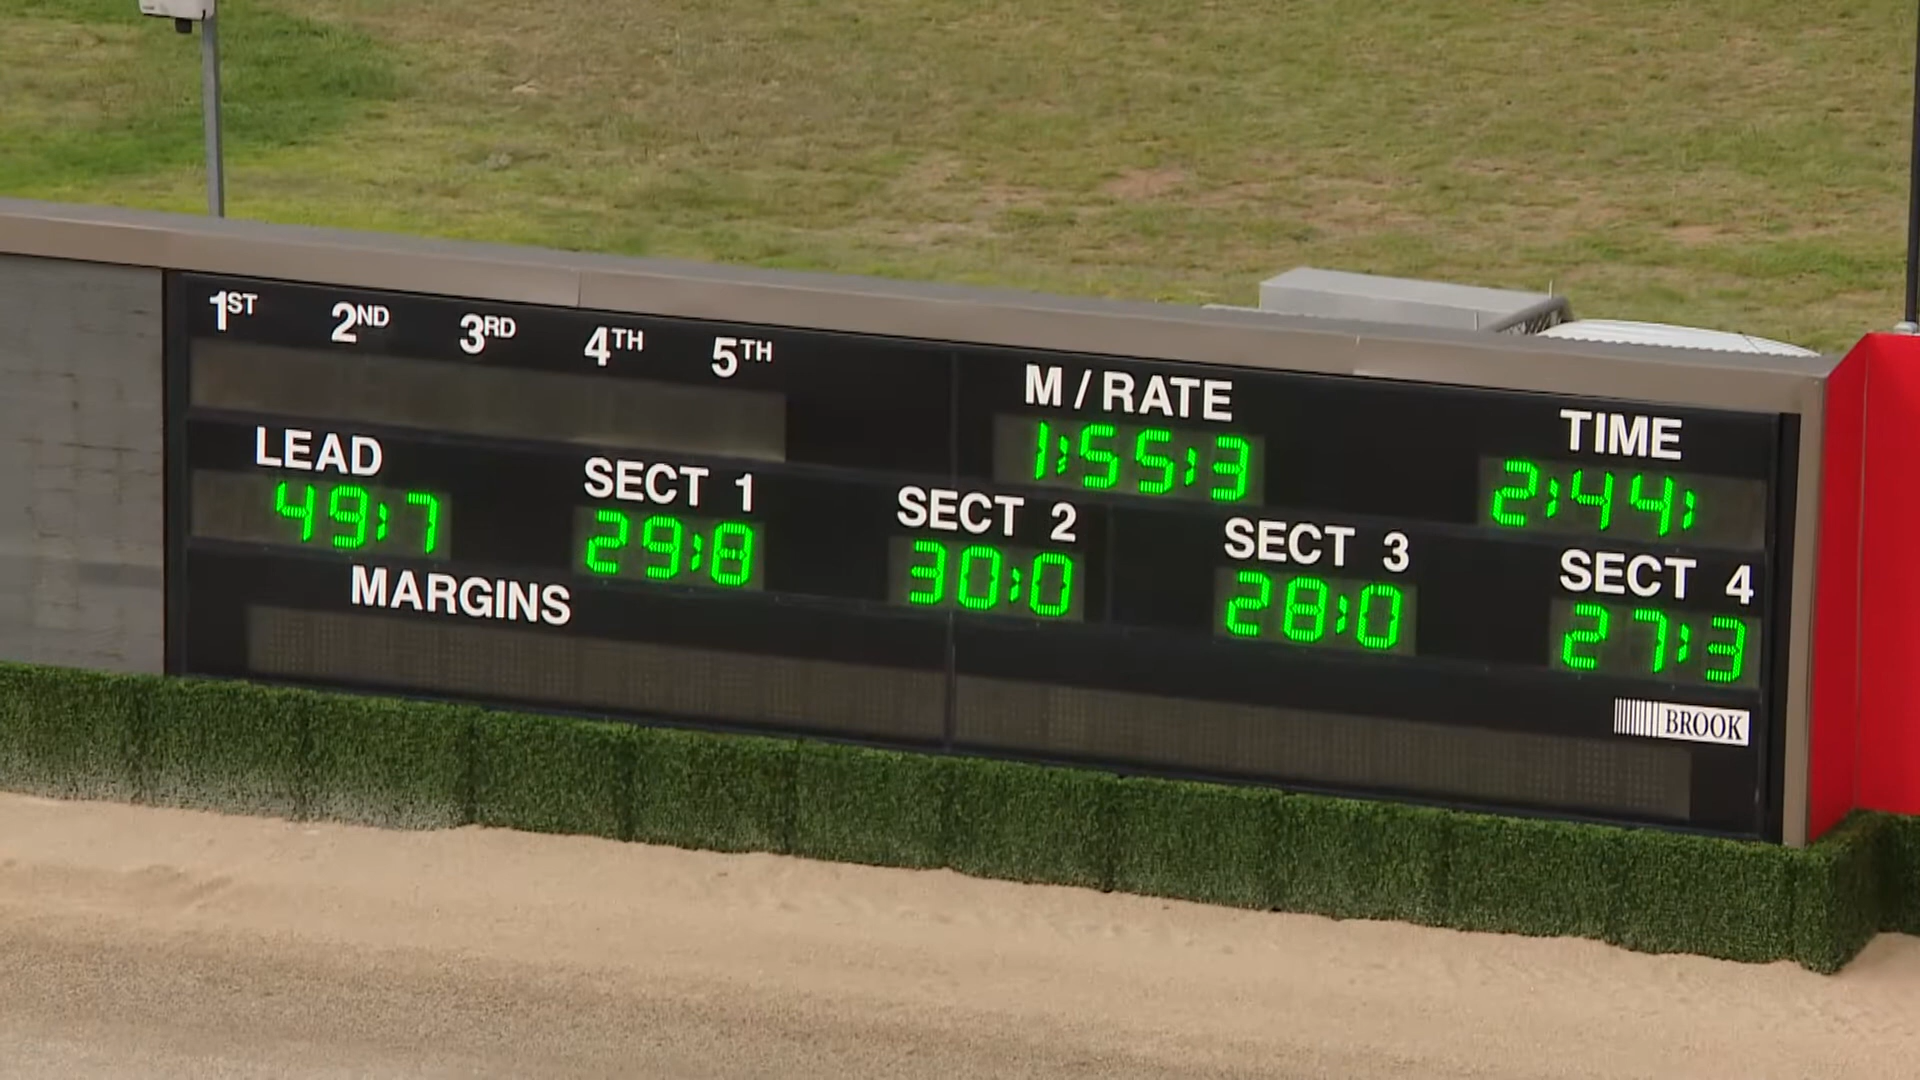 1ST 2ND 3RD 4TH 5TH
M / RATE TIME
1:55:3 2:44:
LEAD SECT 1 SECT 2 SECT 3 SECT 4
49:7 29:8 30:0 28:0 27:3
MARGINS
BROOK